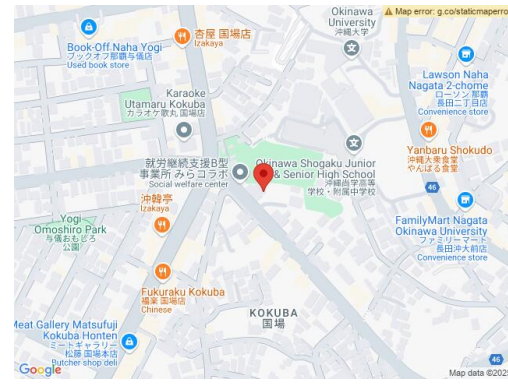 Okinawa
University
沖縄大学
Map error: g.co/staticmaperro
杏屋 国場店
Izakaya
Book-Off Naha Yogi
ブックオフ那覇与儀店
Used book store
Lawson Naha
Nagata 2-chome
ローソン 那覇
長田二丁目店
Convenience store
Karaoke
Utamaru Kokuba
カラオケ歌丸 国場店
Yanbaru Shokudo
沖縄大衆食堂
やんばる食堂
就労継続支援B型
事業所 みらコラボ
Social welfare center
Okinawa Shogaku Junior
& Senior High School
沖縄尚学高等
学校・附属中学校
46
沖韓亭
Izakaya
Yogi
Omoshiro Park
与儀おもしろ
公園
FamilyMart Nagata
Okinawa University
ファミリーマート
長田沖大前店
Convenience store
Fukuraku Kokuba
福楽 国場店
Chinese
KOKUBA
国場
Meat Gallery Matsufuji
Kokuba Honten
ミートギャラリー
松藤 国場本店
Butcher shop deli
46
Google
Map data ©2025